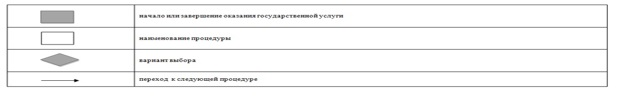 начало или завершение оказания государственной услуги
наименование процедуры
вариант выбора
переход к следующей процедуре